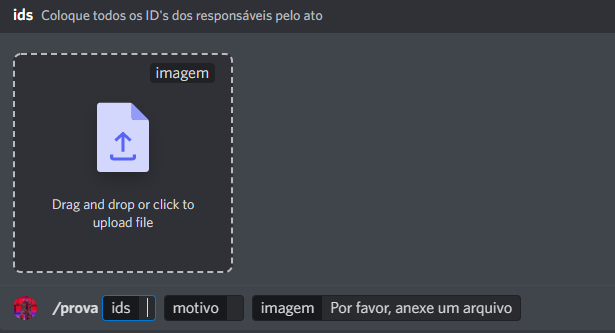 ids Coloque todos os ID's dos responsáveis pelo ato
imagem
Drag and drop or click to
upload file
/prova ids motivo imagem Por favor, anexe um arquivo